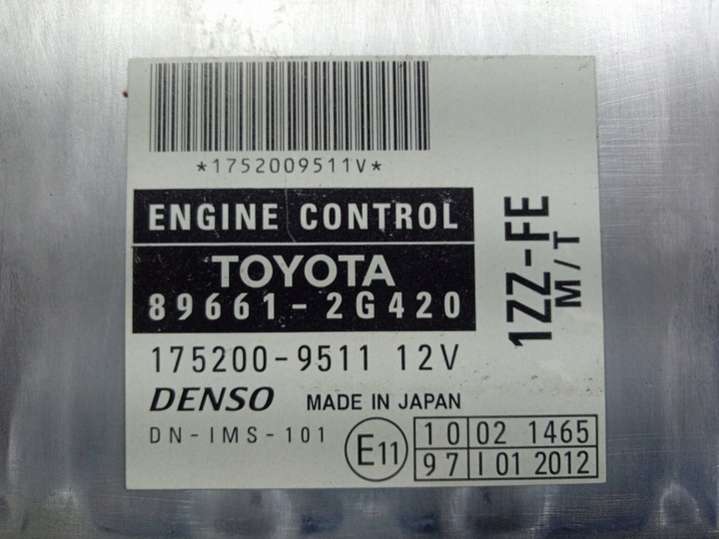 *1752009511V*
ENGINE CONTROL
TOYOTA
89661-2G420
175200-9511 12V
DENSO MADE IN JAPAN
DN-IMS-101
E11
10 02 1465
97 I 01 2012
1ZZ-FE
M/T